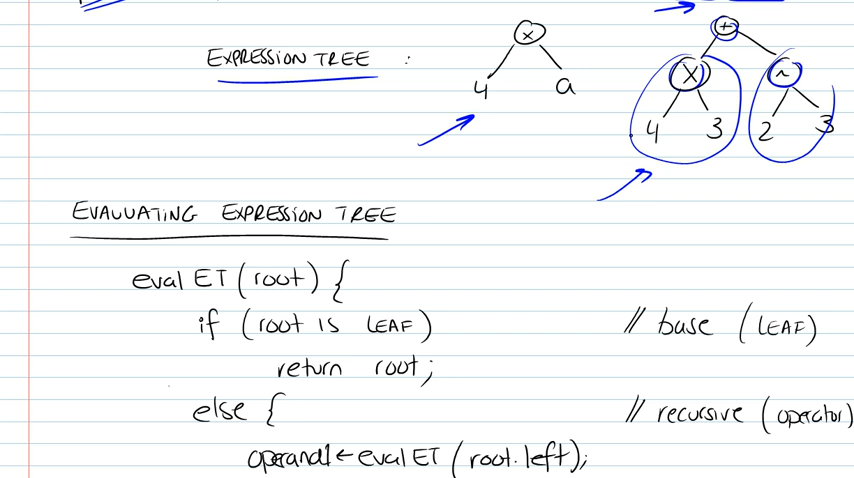 +
x
EXPRESSION TREE :
X
~
4 a
4 3 2 3
EVALUATING EXPRESSION TREE
eval ET (root) {
if (root IS LEAF) // base (LEAF)
return root;
else { // recursive (operator)
operand1 ← eval ET (root.left);